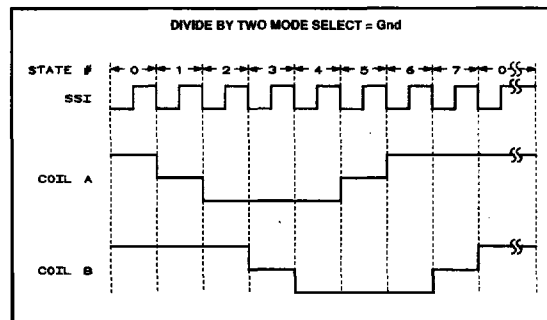 DIVIDE BY TWO MODE SELECT = Gnd
STATE # 0 1 2 3 4 5 6 7 0
SSI
COIL A
COIL B